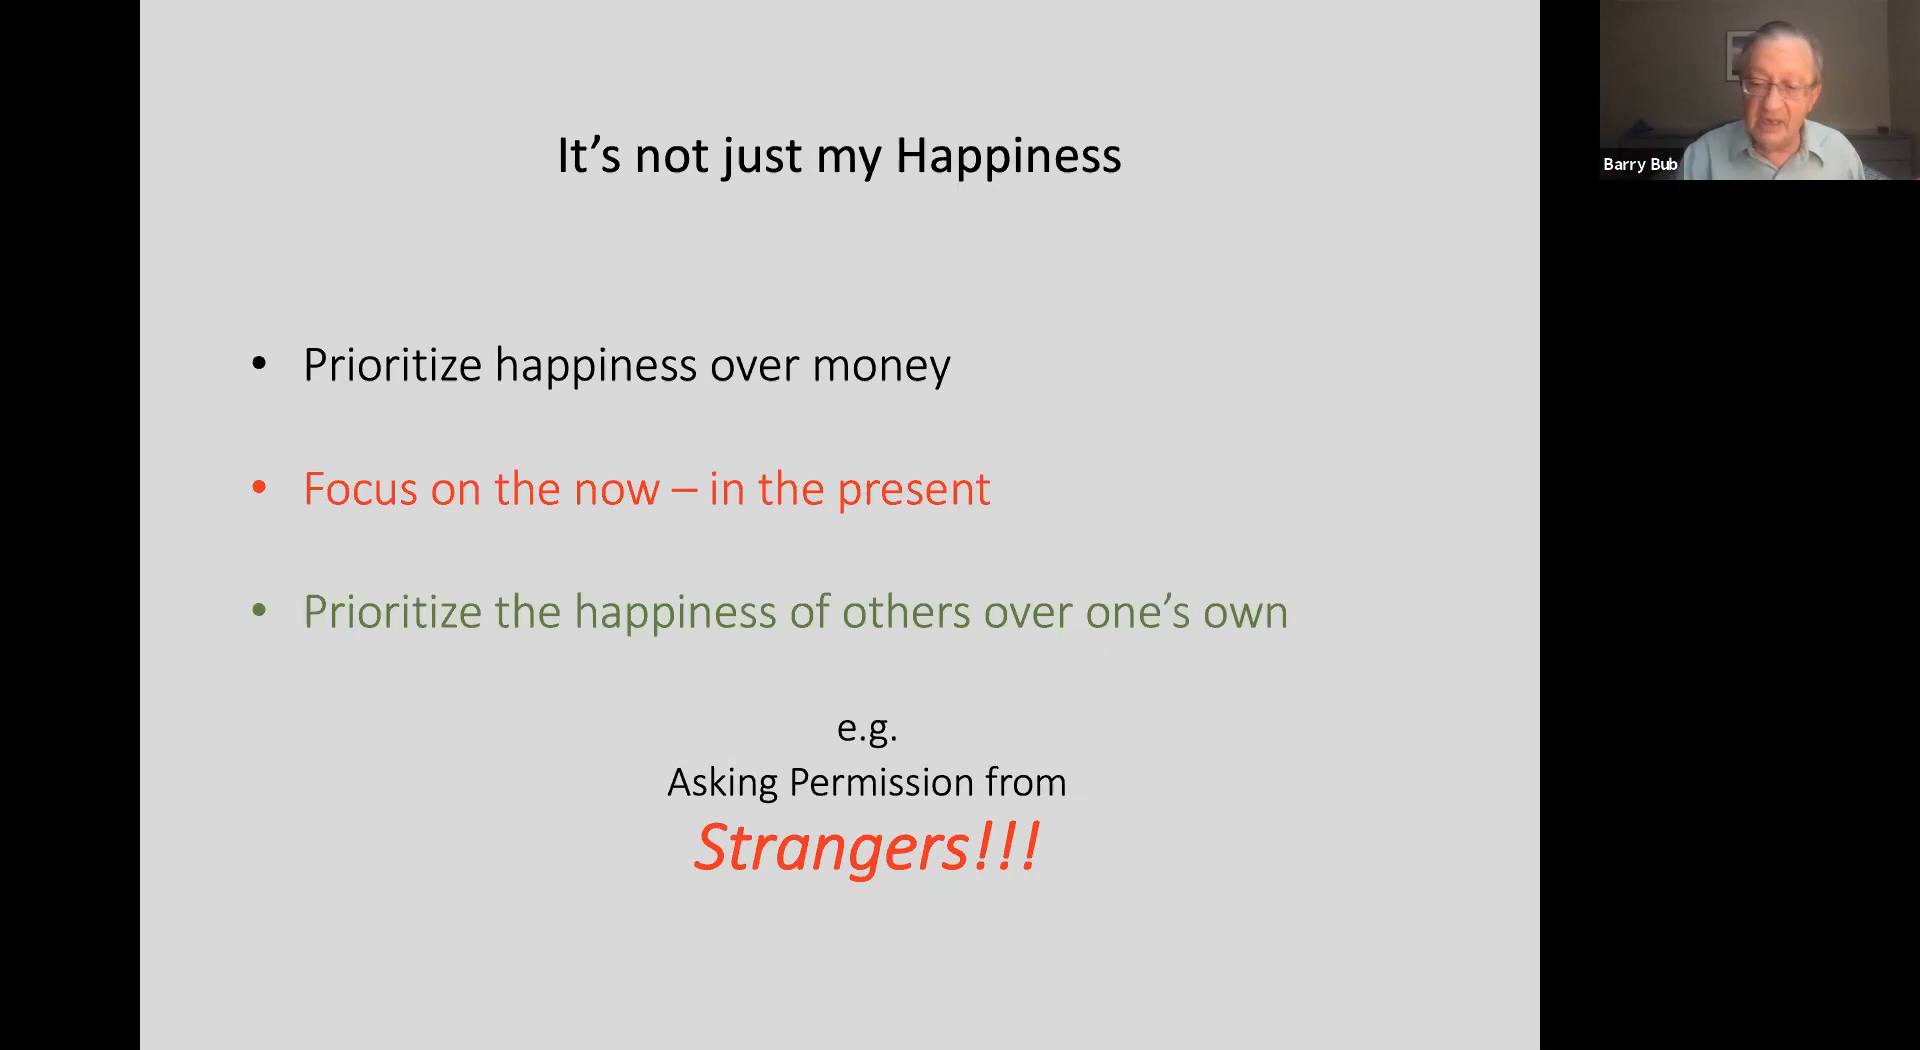 It’s not just my Happiness
• Prioritize happiness over money
• Focus on the now – in the present
• Prioritize the happiness of others over one’s own
e.g.
Asking Permission from
Strangers!!!
Barry Bub